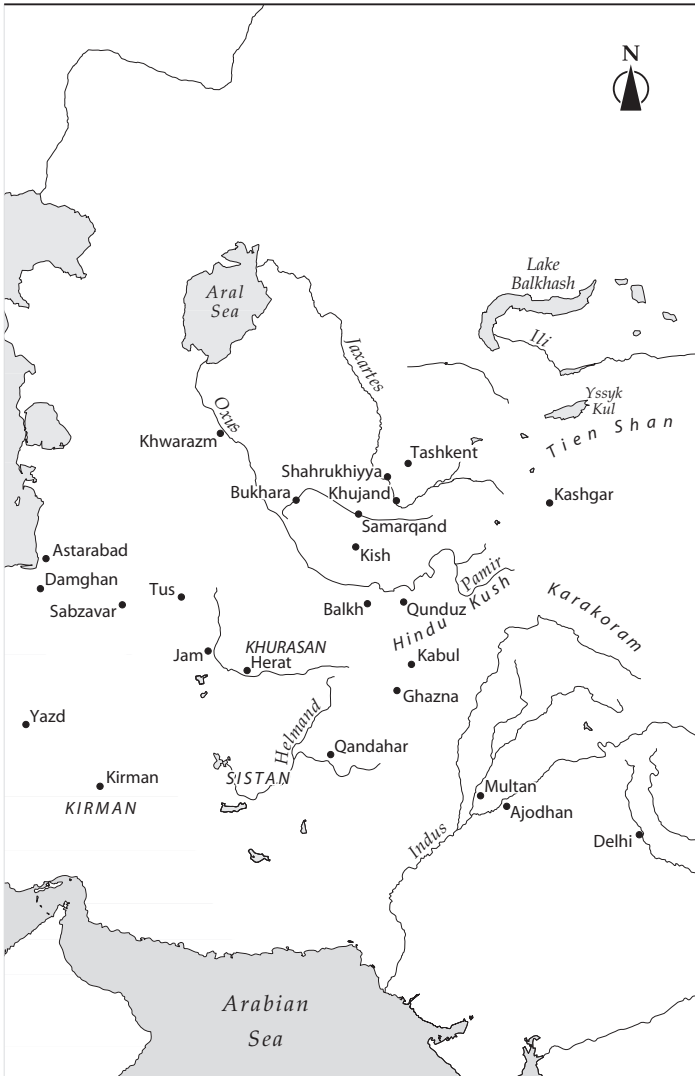 N
Lake
Balkhash
Aral
Sea
Ili
Jaxartes
Yssyk
Kul
Oxus
Tien Shan
Khwarazm
Tashkent
Shahrukhiyya
Bukhara
Khujand
Kashgar
Samarqand
Kish
Astarabad
Damghan
Tus
Pamir
Sabzavar
Balkh
Qunduz
Hindu Kush
Karakoram
KHURASAN
Jam
Herat
Kabul
Ghazna
Yazd
Helmand
Qandahar
Kirman
SISTAN
KIRMAN
Multan
Ajodhan
Indus
Delhi
Arabian
Sea